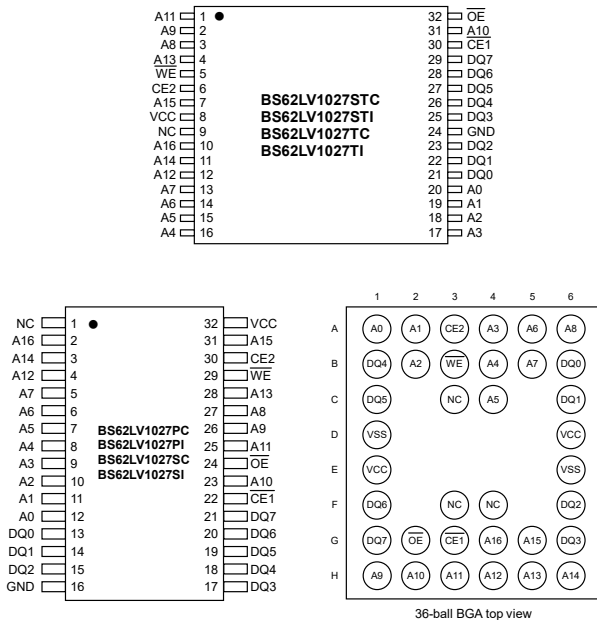 A11 1 32 O̅E̅
A9 2 31 A10
A8 3 30 C̅E̅1̅
A13 4 29 DQ7
W̅E̅ 5 28 DQ6
CE2 6 27 DQ5
A15 7 26 DQ4
VCC 8 25 DQ3
NC 9 24 GND
A16 10 23 DQ2
A14 11 22 DQ1
A12 12 21 DQ0
A7 13 20 A0
A6 14 19 A1
A5 15 18 A2
A4 16 17 A3
BS62LV1027STC
BS62LV1027STI
BS62LV1027TC
BS62LV1027TI
NC 1 32 VCC
A16 2 31 A15
A14 3 30 CE2
A12 4 29 W̅E̅
A7 5 28 A13
A6 6 27 A8
A5 7 26 A9
A4 8 25 A11
A3 9 24 O̅E̅
A2 10 23 A10
A1 11 22 C̅E̅1̅
A0 12 21 DQ7
DQ0 13 20 DQ6
DQ1 14 19 DQ5
DQ2 15 18 DQ4
GND 16 17 DQ3
BS62LV1027PC
BS62LV1027PI
BS62LV1027SC
BS62LV1027SI
1 2 3 4 5 6
A A0 A1 CE2 A3 A6 A8
B DQ4 A2 W̅E̅ A4 A7 DQ0
C DQ5 NC A5 DQ1
D VSS VCC
E VCC VSS
F DQ6 NC NC DQ2
G DQ7 O̅E̅ C̅E̅1̅ A16 A15 DQ3
H A9 A10 A11 A12 A13 A14
36-ball BGA top view